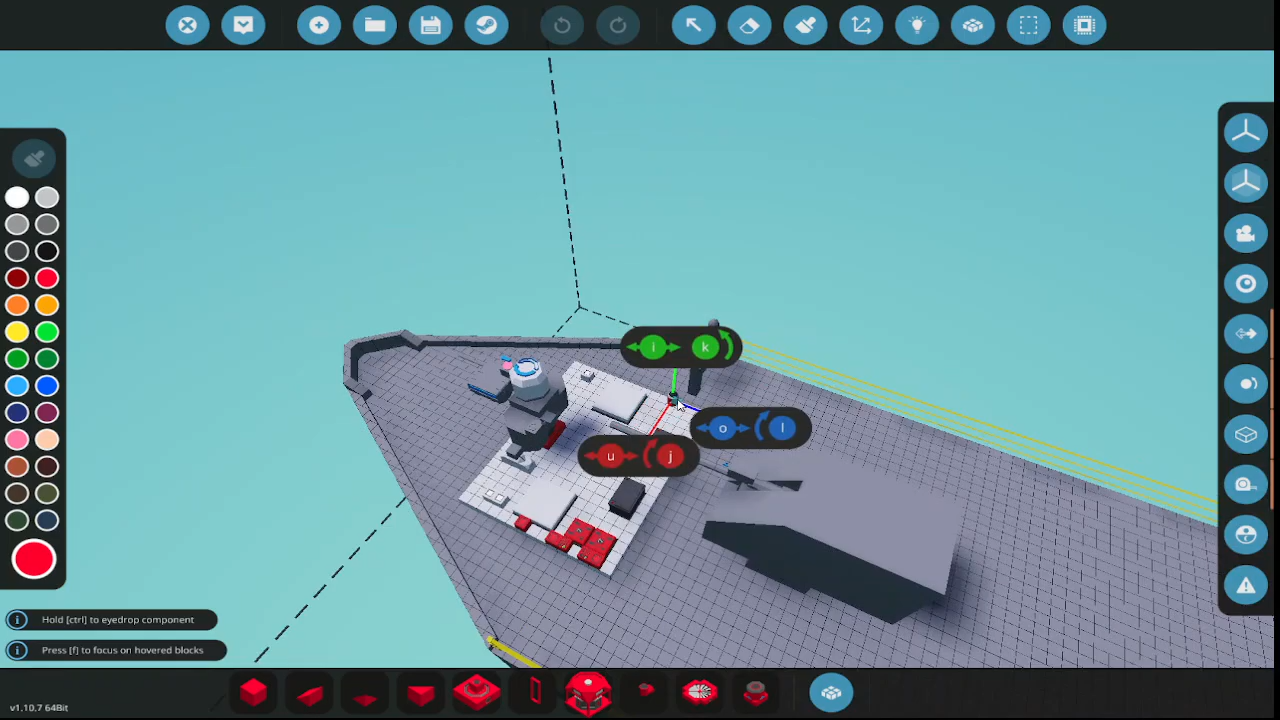 i k
o l
u j
Hold [ctrl] to eyedrop component
Press [f] to focus on hovered blocks
v1.10.7 64Bit